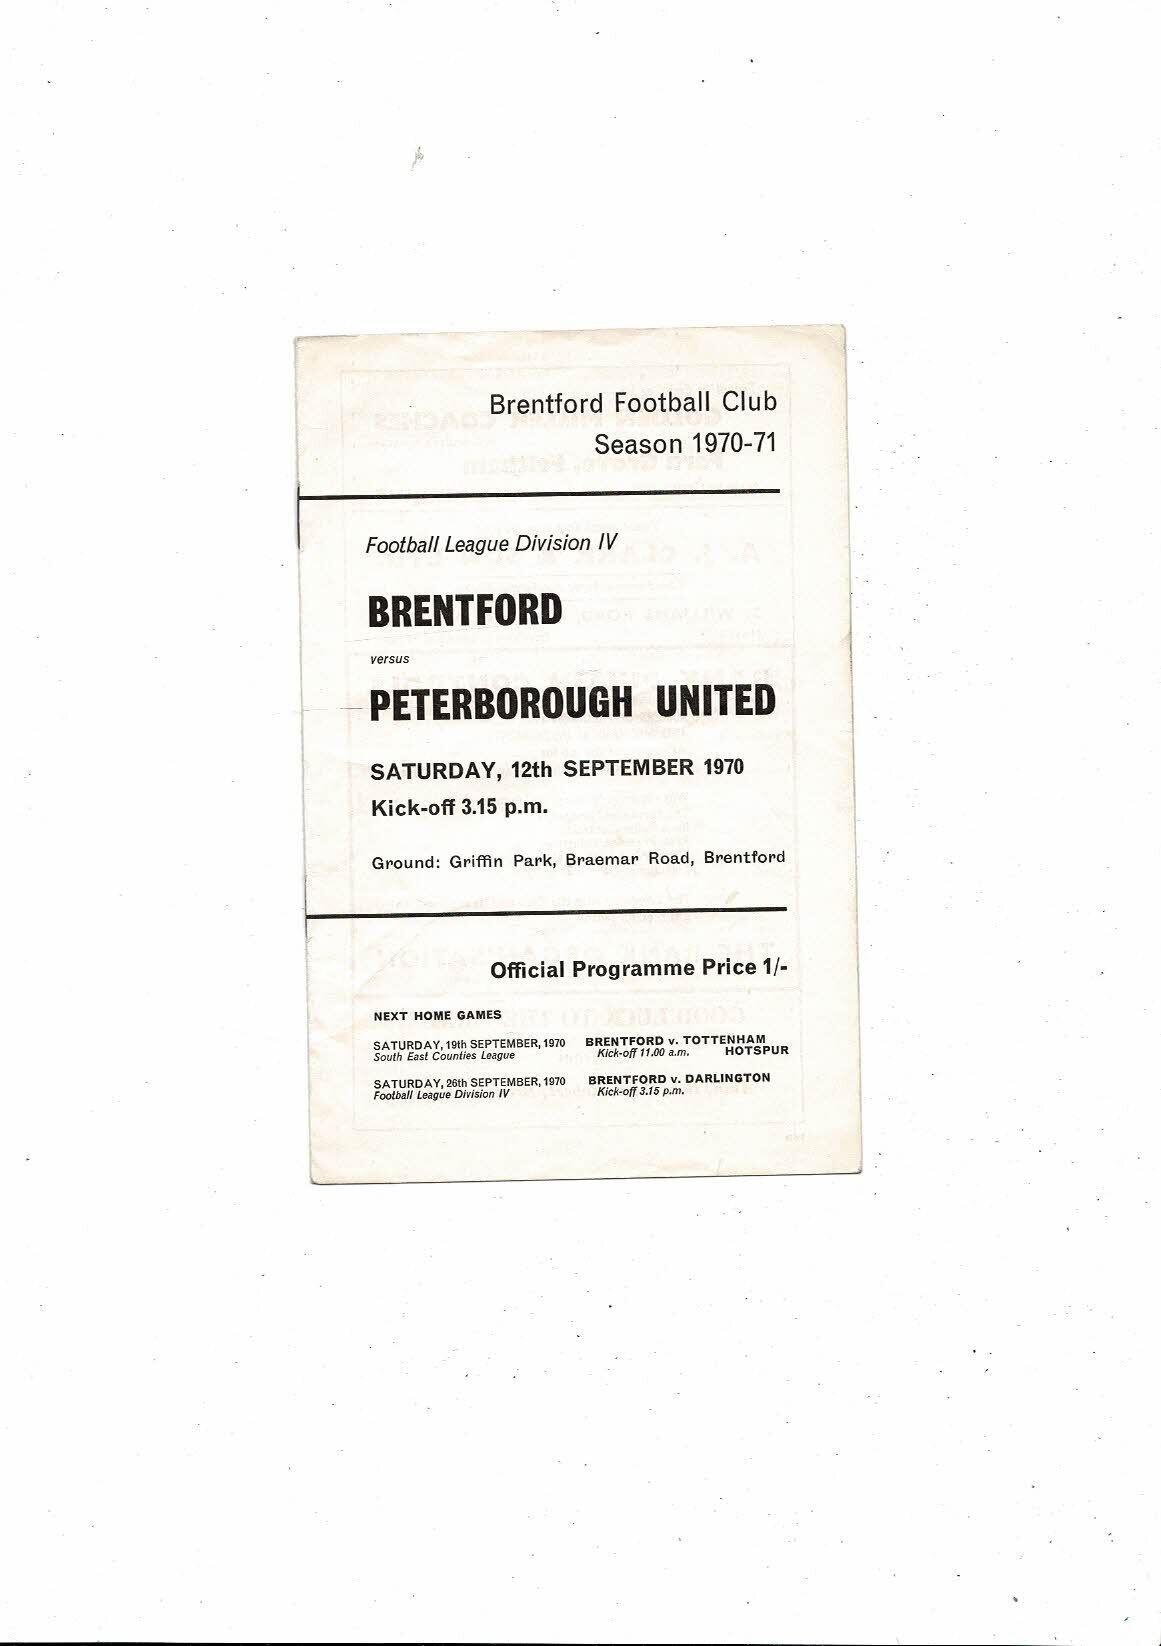 Brentford Football Club
Season 1970-71
Football League Division IV
BRENTFORD
versus
PETERBOROUGH UNITED
SATURDAY, 12th SEPTEMBER 1970
Kick-off 3.15 p.m.
Ground: Griffin Park, Braemar Road, Brentford
Official Programme Price 1/-
NEXT HOME GAMES
SATURDAY, 19th SEPTEMBER, 1970 BRENTFORD v. TOTTENHAM
South East Counties League Kick-off 11.00 a.m. HOTSPUR
SATURDAY, 26th SEPTEMBER, 1970 BRENTFORD v. DARLINGTON
Football League Division IV Kick-off 3.15 p.m.